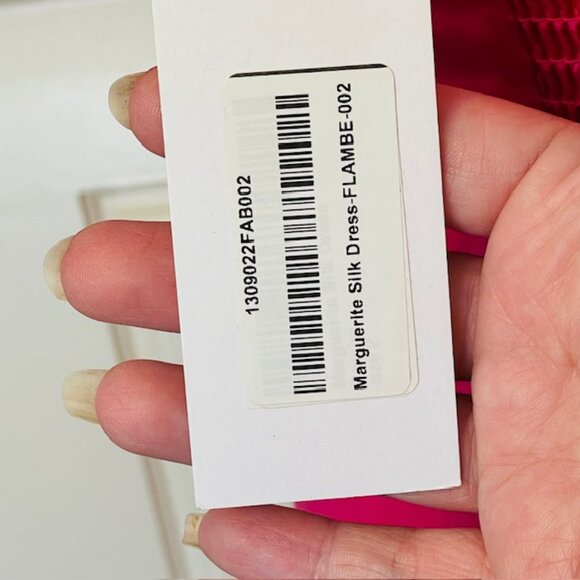 1309022FAB002
Marguerite Silk Dress-FLAMBE-002